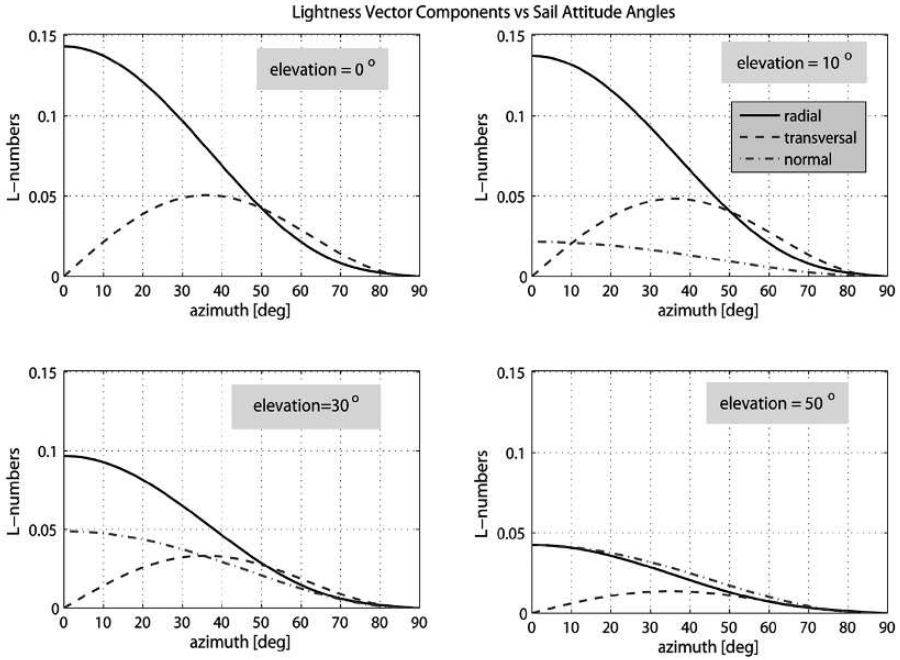 Lightness Vector Components vs Sail Attitude Angles
0.15
0.1
0.05
0
L-numbers
elevation = 0 °
0 10 20 30 40 50 60 70 80 90
azimuth [deg]
0.15
0.1
0.05
0
L-numbers
elevation = 10 °
radial
transversal
normal
0 10 20 30 40 50 60 70 80 90
azimuth [deg]
0.15
0.1
0.05
0
L-numbers
elevation=30 °
0 10 20 30 40 50 60 70 80 90
azimuth [deg]
0.15
0.1
0.05
0
L-numbers
elevation = 50 °
0 10 20 30 40 50 60 70 80 90
azimuth [deg]